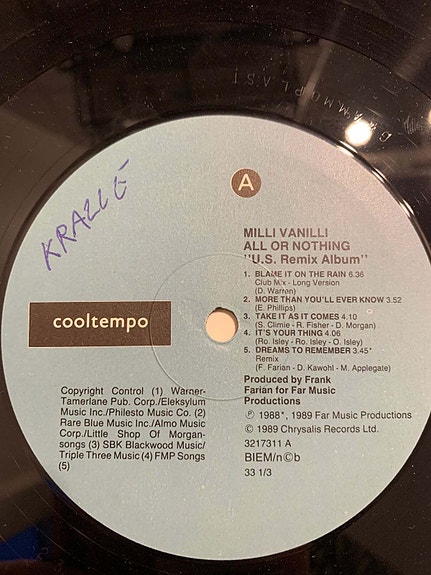 GRAMMOPLAST
KRALLE
A
MILLI VANILLI
ALL OR NOTHING
"U.S. Remix Album"
1. BLAME IT ON THE RAIN 6.36
Club Mix - Long Version
(D. Warren)
2. MORE THAN YOU'LL EVER KNOW 3.52
(E. Phillips)
3. TAKE IT AS IT COMES 4.10
(S. Climie - R. Fisher - D. Morgan)
4. IT'S YOUR THING 4.06
(Ro. Isley - Ro. Isley - O. Isley)
5. DREAMS TO REMEMBER 3.45*
Remix
(F. Farian - D. Kawohl - M. Applegate)
Produced by Frank
Farian for Far Music
Productions
℗ 1988*, 1989 Far Music Productions
© 1989 Chrysalis Records Ltd.
3217311 A
BIEM/n©b
33 1/3
cooltempo
Copyright Control (1) Warner-
Tamerlane Pub. Corp./Eleksylum
Music Inc./Philesto Music Co. (2)
Rare Blue Music Inc./Almo Music
Corp./Little Shop Of Morgan-
songs (3) SBK Blackwood Music/
Triple Three Music (4) FMP Songs
(5)